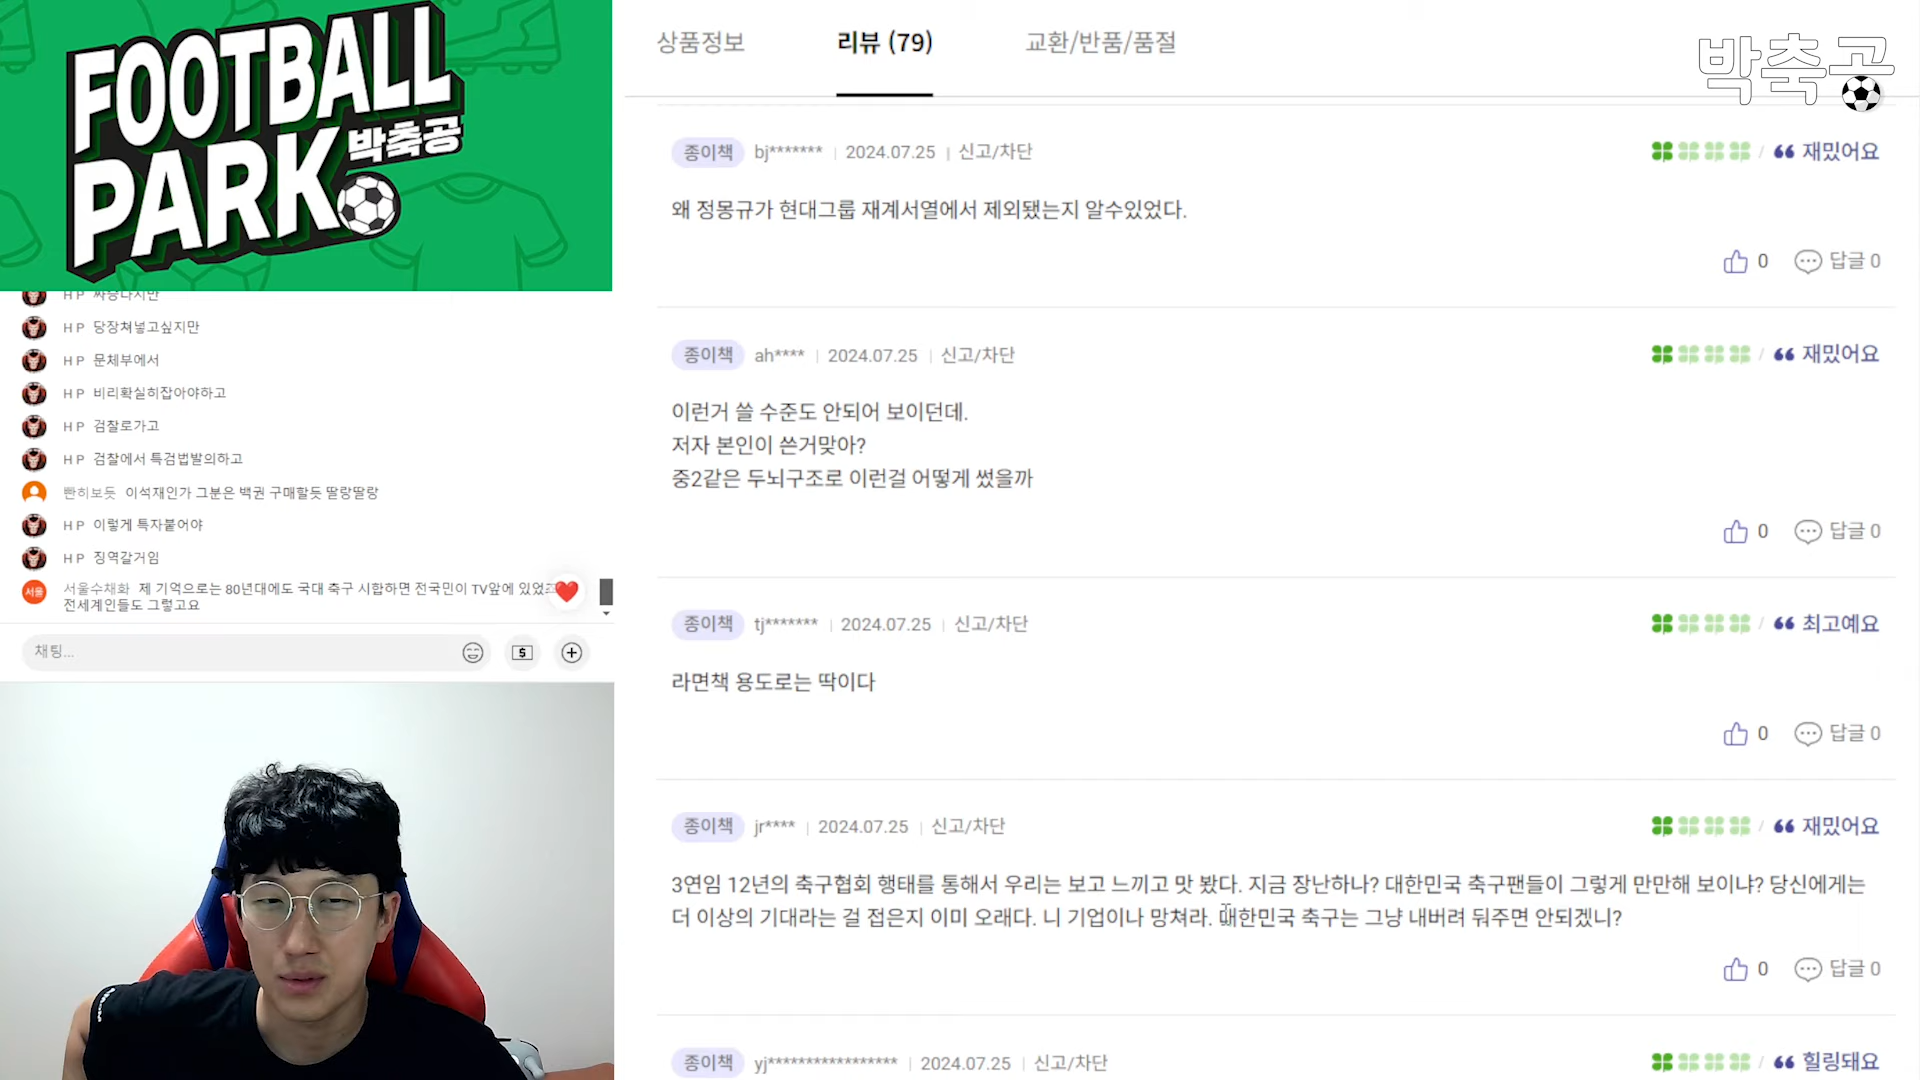 FOOTBALL
PARK 박축공
H P 짜증나지만
H P 당장쳐넣고싶지만
H P 문체부에서
H P 비리확실히잡아야하고
H P 검찰로가고
H P 검찰에서 특검법발의하고
빤히보듯 이석재인가 그분은 백권 구매할듯 딸랑딸랑
H P 이렇게 특자붙어야
H P 징역갈거임
서울 서울수채화 제 기억으로는 80년대에도 국대 축구 시합하면 전국민이 TV앞에 있었죠
전세계인들도 그렇고요
채팅...
상품정보 리뷰 (79) 교환/반품/품절
박축공
종이책 bj******* | 2024.07.25 | 신고/차단 / 재밌어요
왜 정몽규가 현대그룹 재계서열에서 제외됐는지 알수있었다.
0 답글 0
종이책 ah**** | 2024.07.25 | 신고/차단 / 재밌어요
이런거 쓸 수준도 안되어 보이던데.
저자 본인이 쓴거맞아?
중2같은 두뇌구조로 이런걸 어떻게 썼을까
0 답글 0
종이책 tj******* | 2024.07.25 | 신고/차단 / 최고예요
라면책 용도로는 딱이다
0 답글 0
종이책 jr**** | 2024.07.25 | 신고/차단 / 재밌어요
3연임 12년의 축구협회 행태를 통해서 우리는 보고 느끼고 맛 봤다. 지금 장난하나? 대한민국 축구팬들이 그렇게 만만해 보이냐? 당신에게는
더 이상의 기대라는 걸 접은지 이미 오래다. 니 기업이나 망쳐라. 대한민국 축구는 그냥 내버려 둬주면 안되겠니?
0 답글 0
종이책 yj***************** | 2024.07.25 | 신고/차단 / 힐링돼요